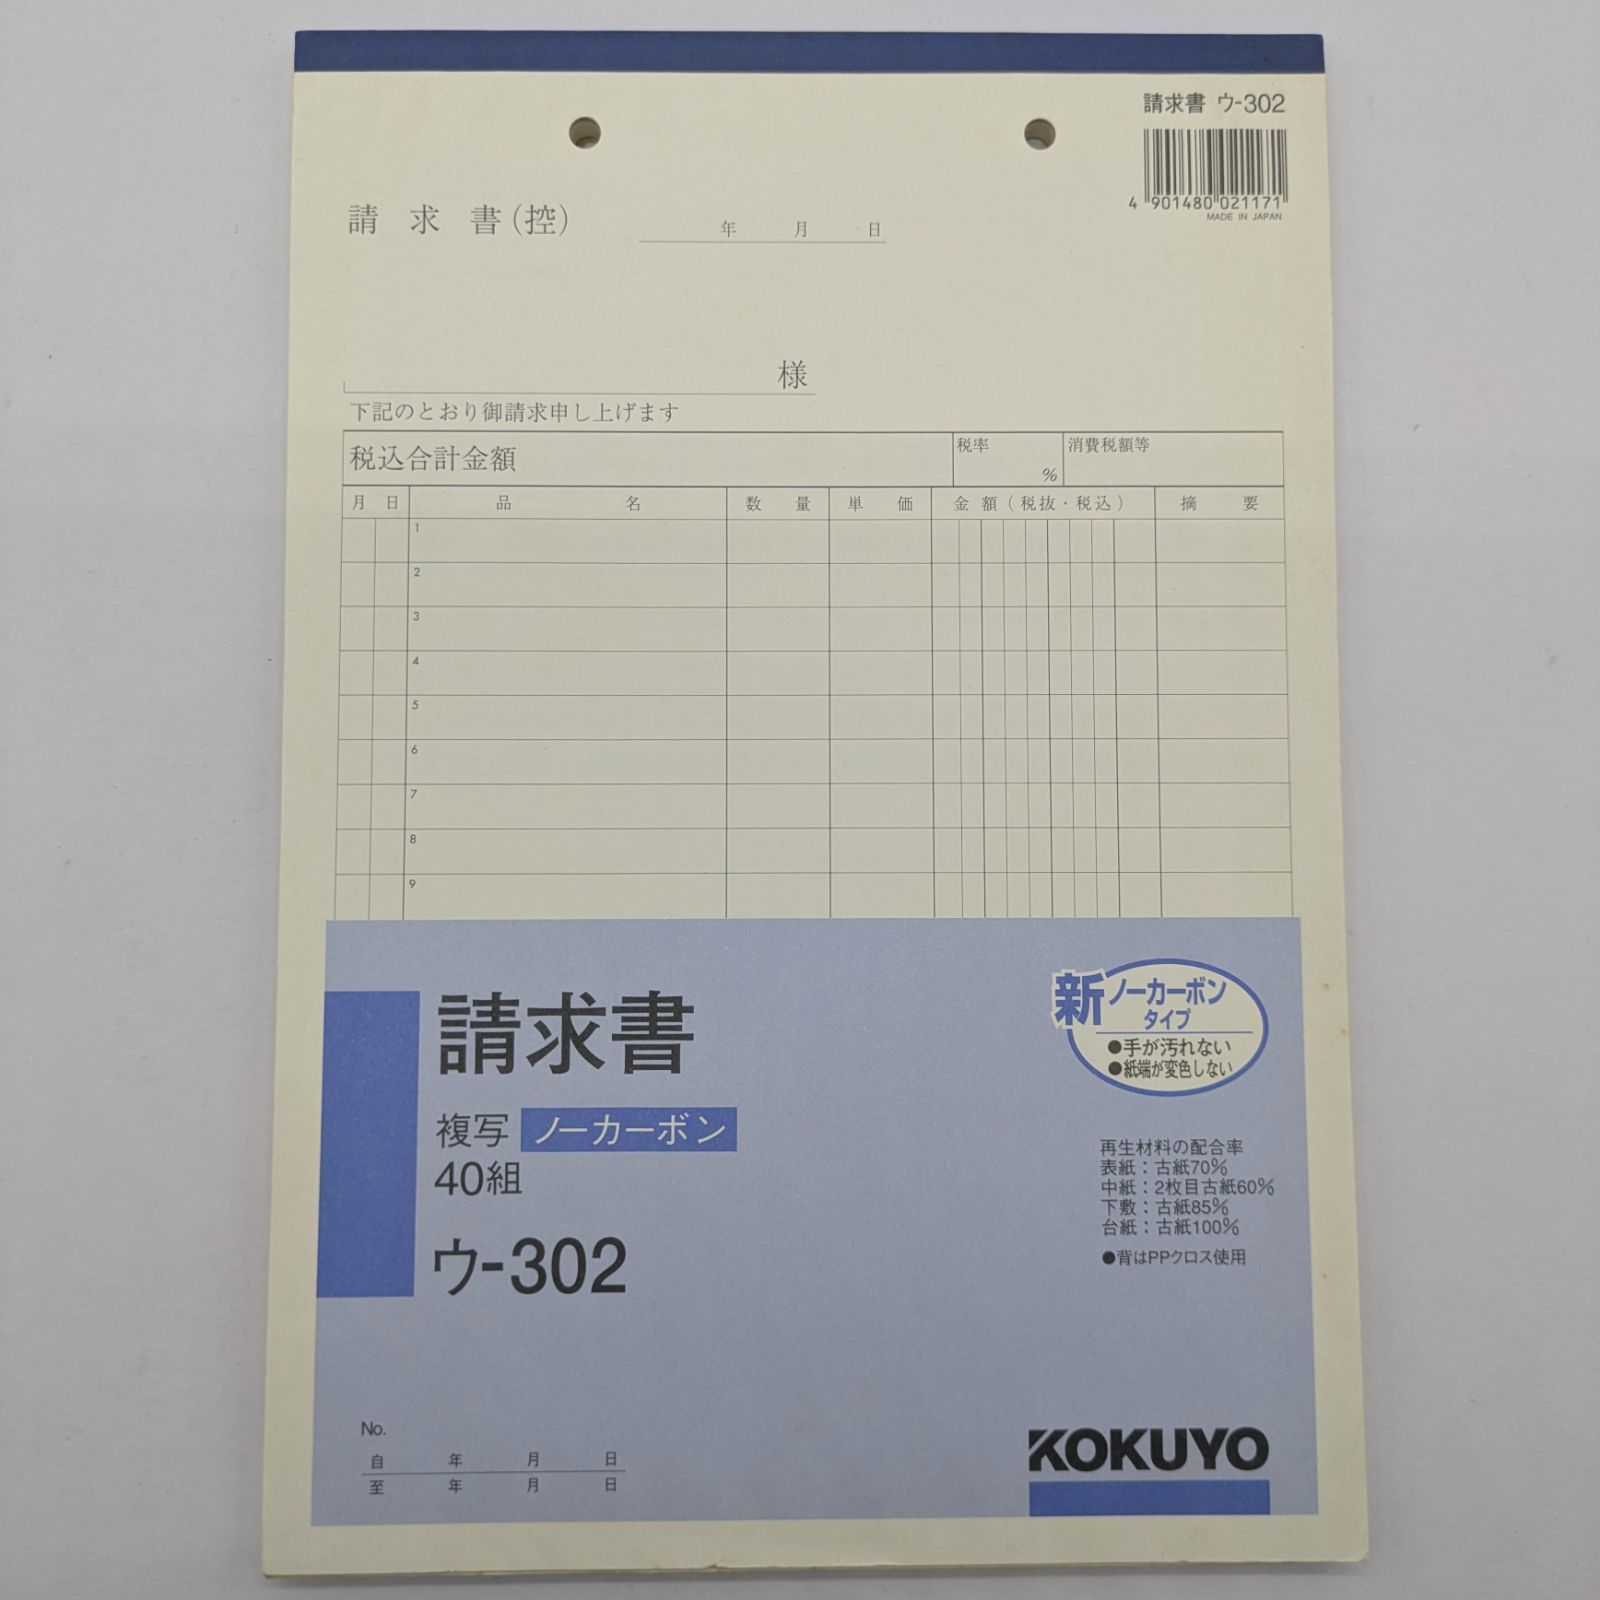 請求書 ウ-302
4 901480 021171
MADE IN JAPAN
請求書(控)
年 月 日
様
下記のとおり御請求申し上げます
税込合計金額 税率 % 消費税額等
月 日 品名 数量 単価 金額(税抜・税込) 摘要
1
2
3
4
5
6
7
8
9
請求書
複写 ノーカーボン
40組
ウ-302
新ノーカーボン
タイプ
●手が汚れない
●紙端が変色しない
再生材料の配合率
表紙:古紙70%
中紙:2枚目古紙60%
下敷:古紙85%
台紙:古紙100%
●背はPPクロス使用
No.
自 年 月 日
至 年 月 日
KOKUYO